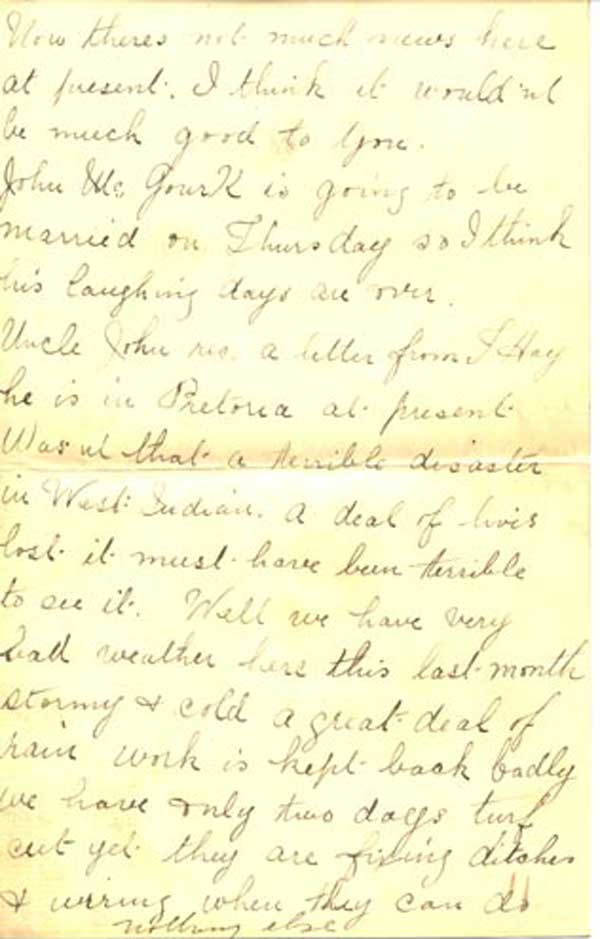 Now theres not much news here
at present. I think it would'nt
be much good to you.
John Mc GourK is going to be
married on Thursday so I think
his laughing days are over.
Uncle John rec. a letter from J Hay
he is in Pretoria at present
Was'nt that a terrible disaster
in West Indian. a deal of lives
lost it must have been terrible
to see it. Well we have very
bad weather here this last month
stormy & cold a great deal of
rain work is kept back badly
we have only two days turf
cut yet they are fixing ditches
& wiring when they can do
nothing else